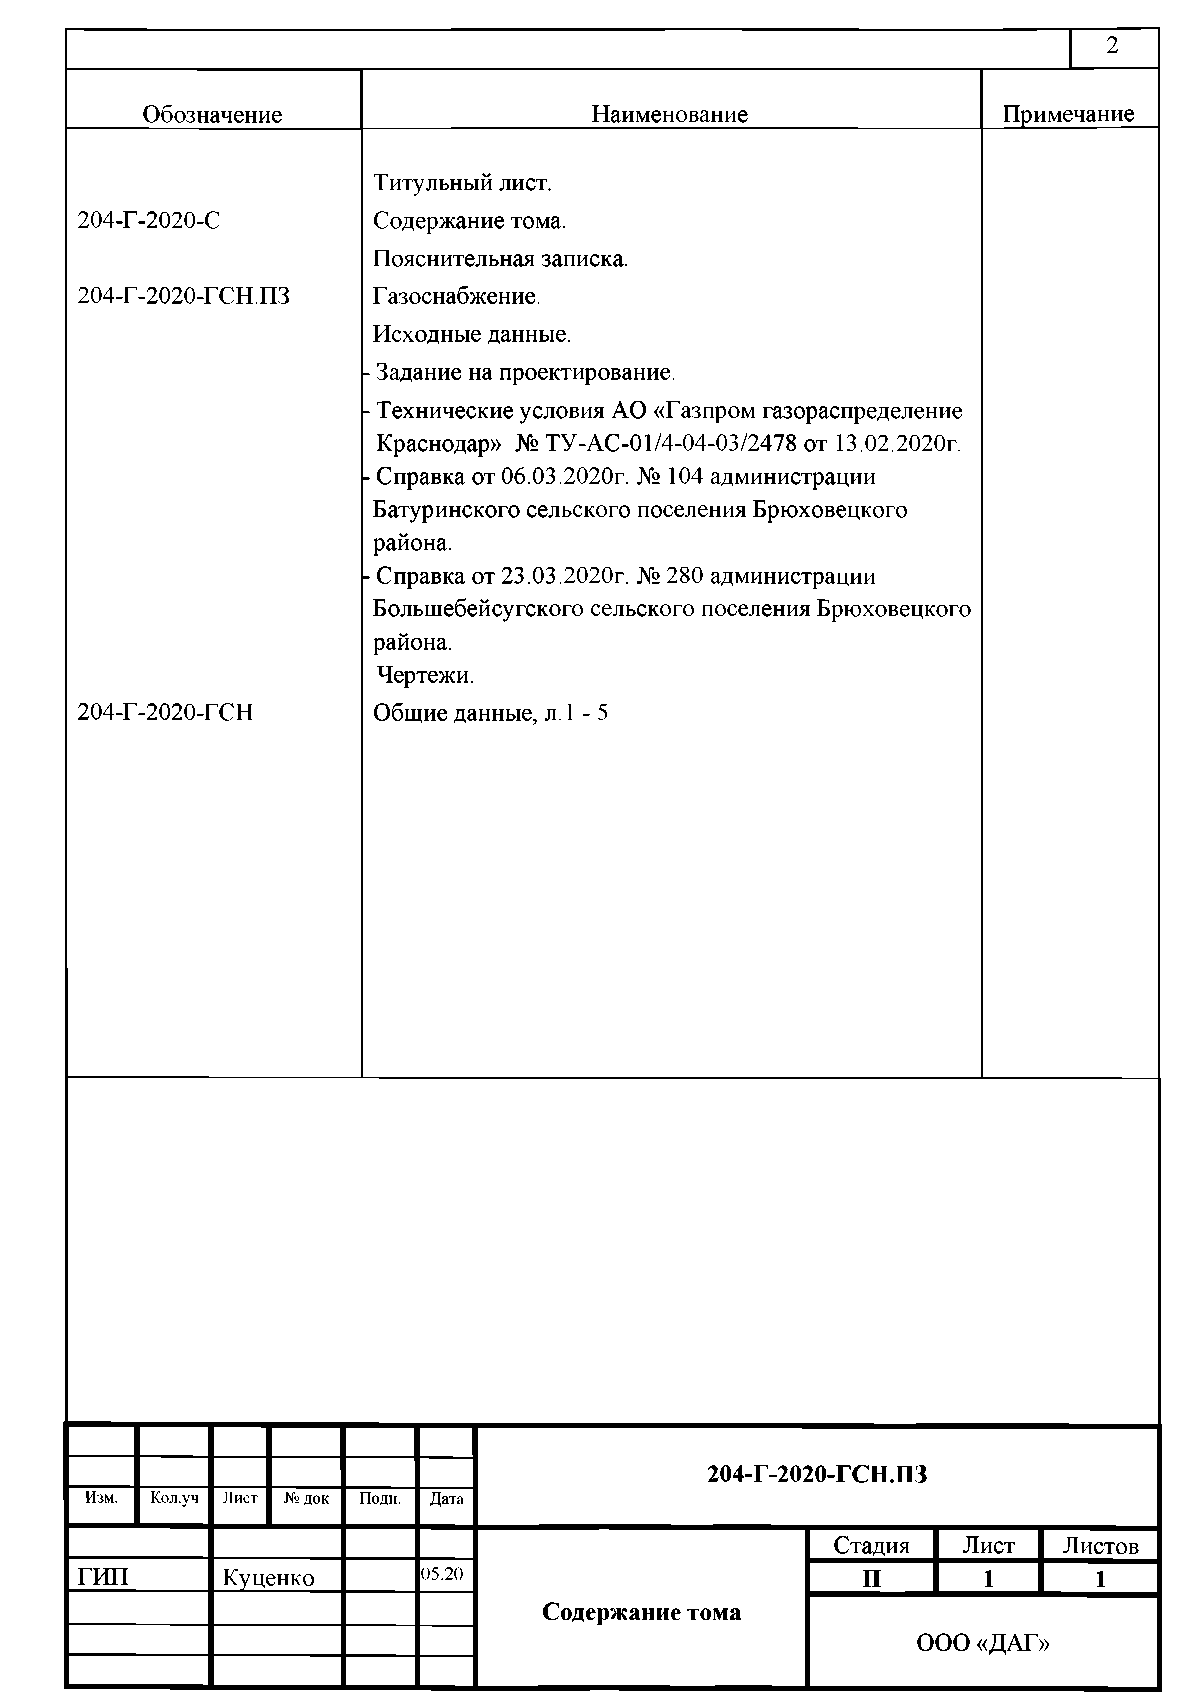 2
Обозначение Наименование Примечание
Титульный лист.
204-Г-2020-С Содержание тома.
Пояснительная записка.
204-Г-2020-ГСН.ПЗ Газоснабжение.
Исходные данные.
- Задание на проектирование.
- Технические условия АО «Газпром газораспределение
Краснодар» № ТУ-АС-01/4-04-03/2478 от 13.02.2020г.
- Справка от 06.03.2020г. № 104 администрации
Батуринского сельского поселения Брюховецкого
района.
- Справка от 23.03.2020г. № 280 администрации
Большебейсугского сельского поселения Брюховецкого
района.
Чертежи.
204-Г-2020-ГСН Общие данные, л.1 - 5
204-Г-2020-ГСН.ПЗ
Изм. Кол.уч Лист № док Подп. Дата
Стадия Лист Листов
ГИП Куценко 05.20 П 1 1
Содержание тома
ООО «ДАГ»